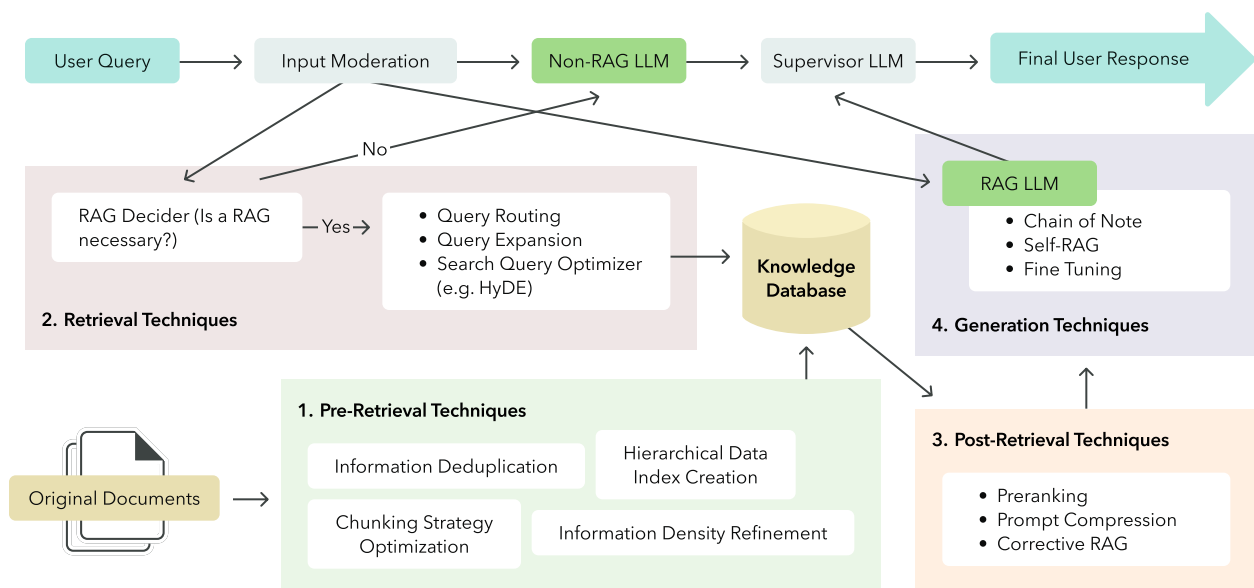 User Query
Input Moderation
Non-RAG LLM
Supervisor LLM
Final User Response
No
RAG Decider (Is a RAG
necessary?)
Yes
• Query Routing
• Query Expansion
• Search Query Optimizer
(e.g. HyDE)
2. Retrieval Techniques
Knowledge
Database
RAG LLM
• Chain of Note
• Self-RAG
• Fine Tuning
4. Generation Techniques
Original Documents
1. Pre-Retrieval Techniques
Information Deduplication
Hierarchical Data
Index Creation
Chunking Strategy
Optimization
Information Density Refinement
3. Post-Retrieval Techniques
• Preranking
• Prompt Compression
• Corrective RAG